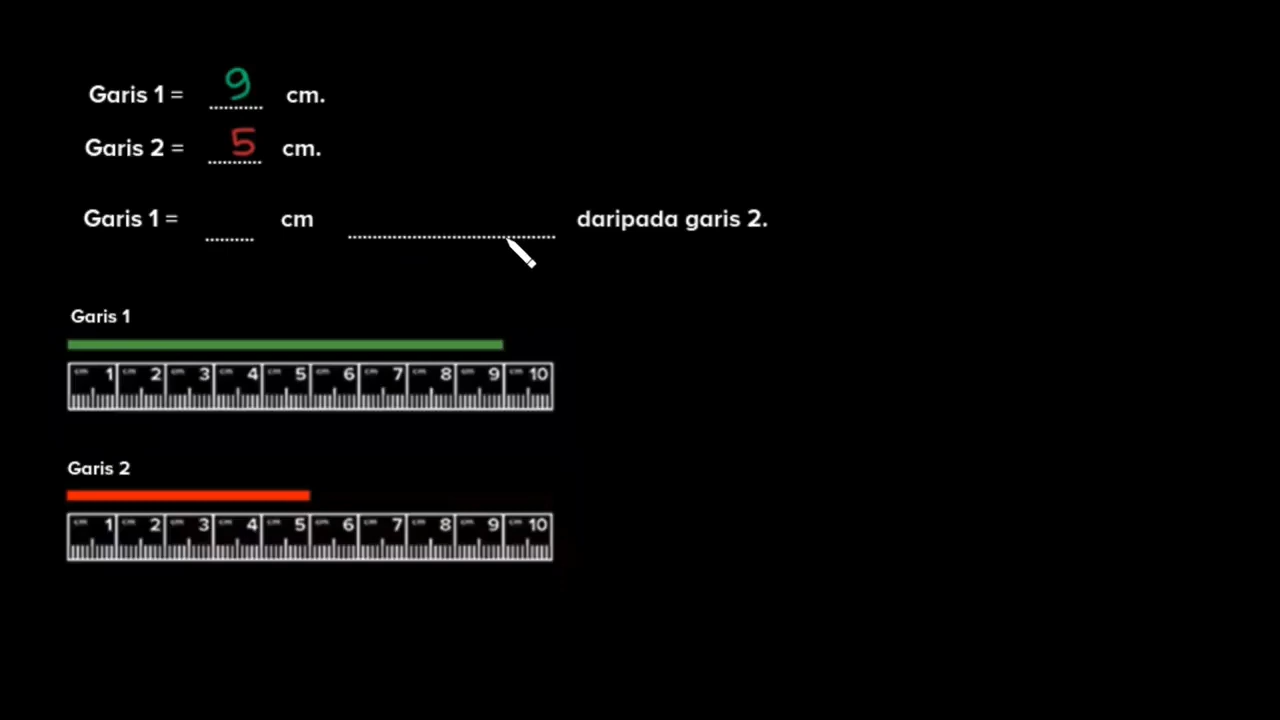 Garis 1 = 9 cm.
Garis 2 = 5 cm.
Garis 1 = ......... cm ......... daripada garis 2.
Garis 1
cm 1 cm 2 cm 3 cm 4 cm 5 cm 6 cm 7 cm 8 cm 9 cm 10
Garis 2
cm 1 cm 2 cm 3 cm 4 cm 5 cm 6 cm 7 cm 8 cm 9 cm 10